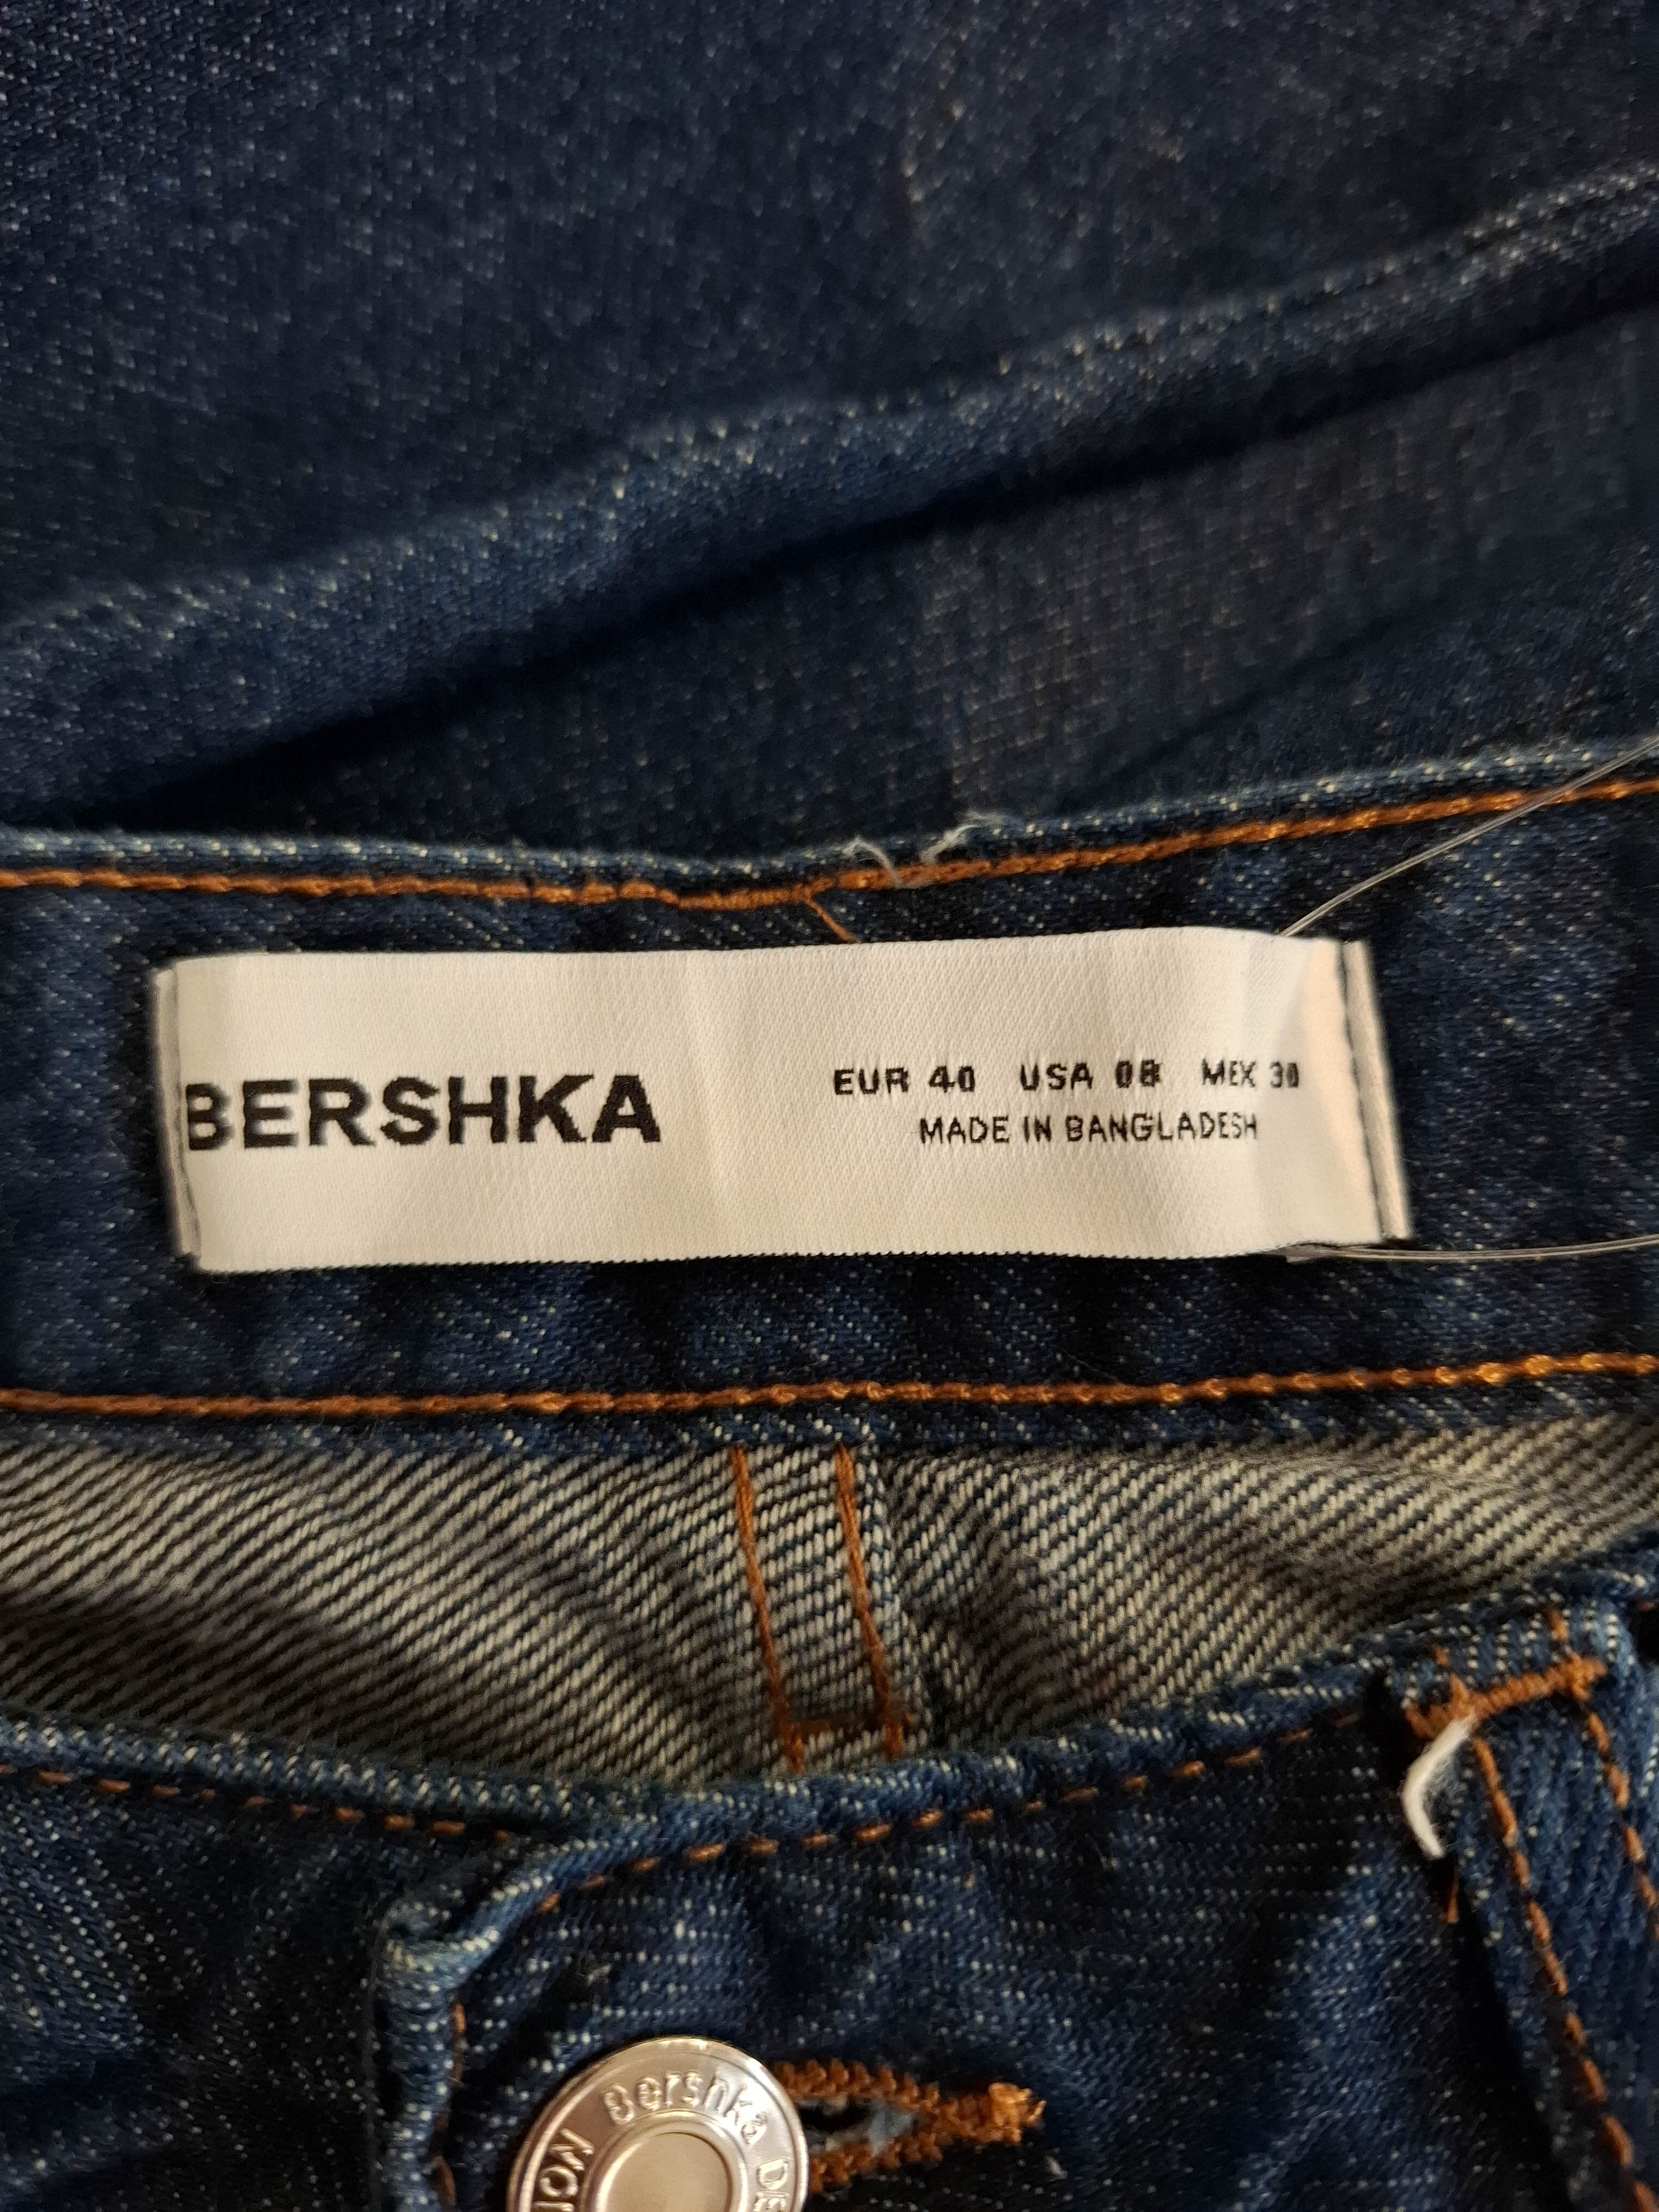 BERSHKA
EUR 40 USA 08 MEX 30
MADE IN BANGLADESH
Bershka